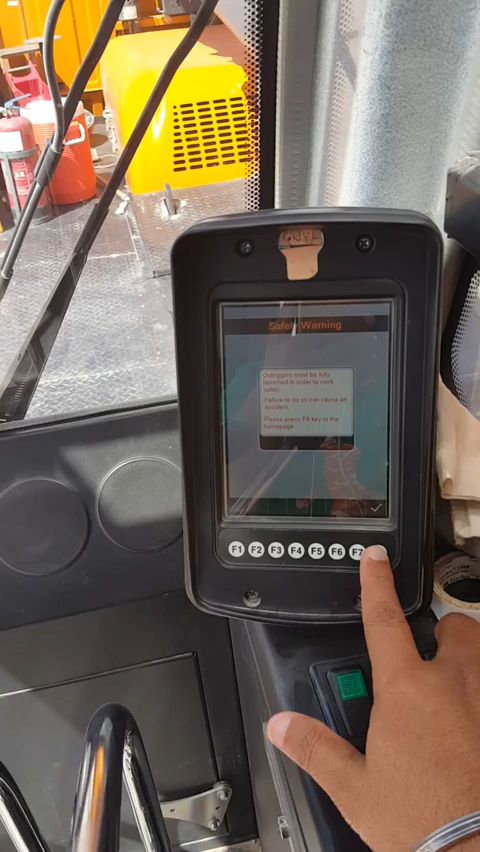 Safety Warning
Outriggers must be fully
launched in order to work
safely.
Failure to do so can cause an
accident.
Please press F8 key to the
homepage
F1 F2 F3 F4 F5 F6 F7